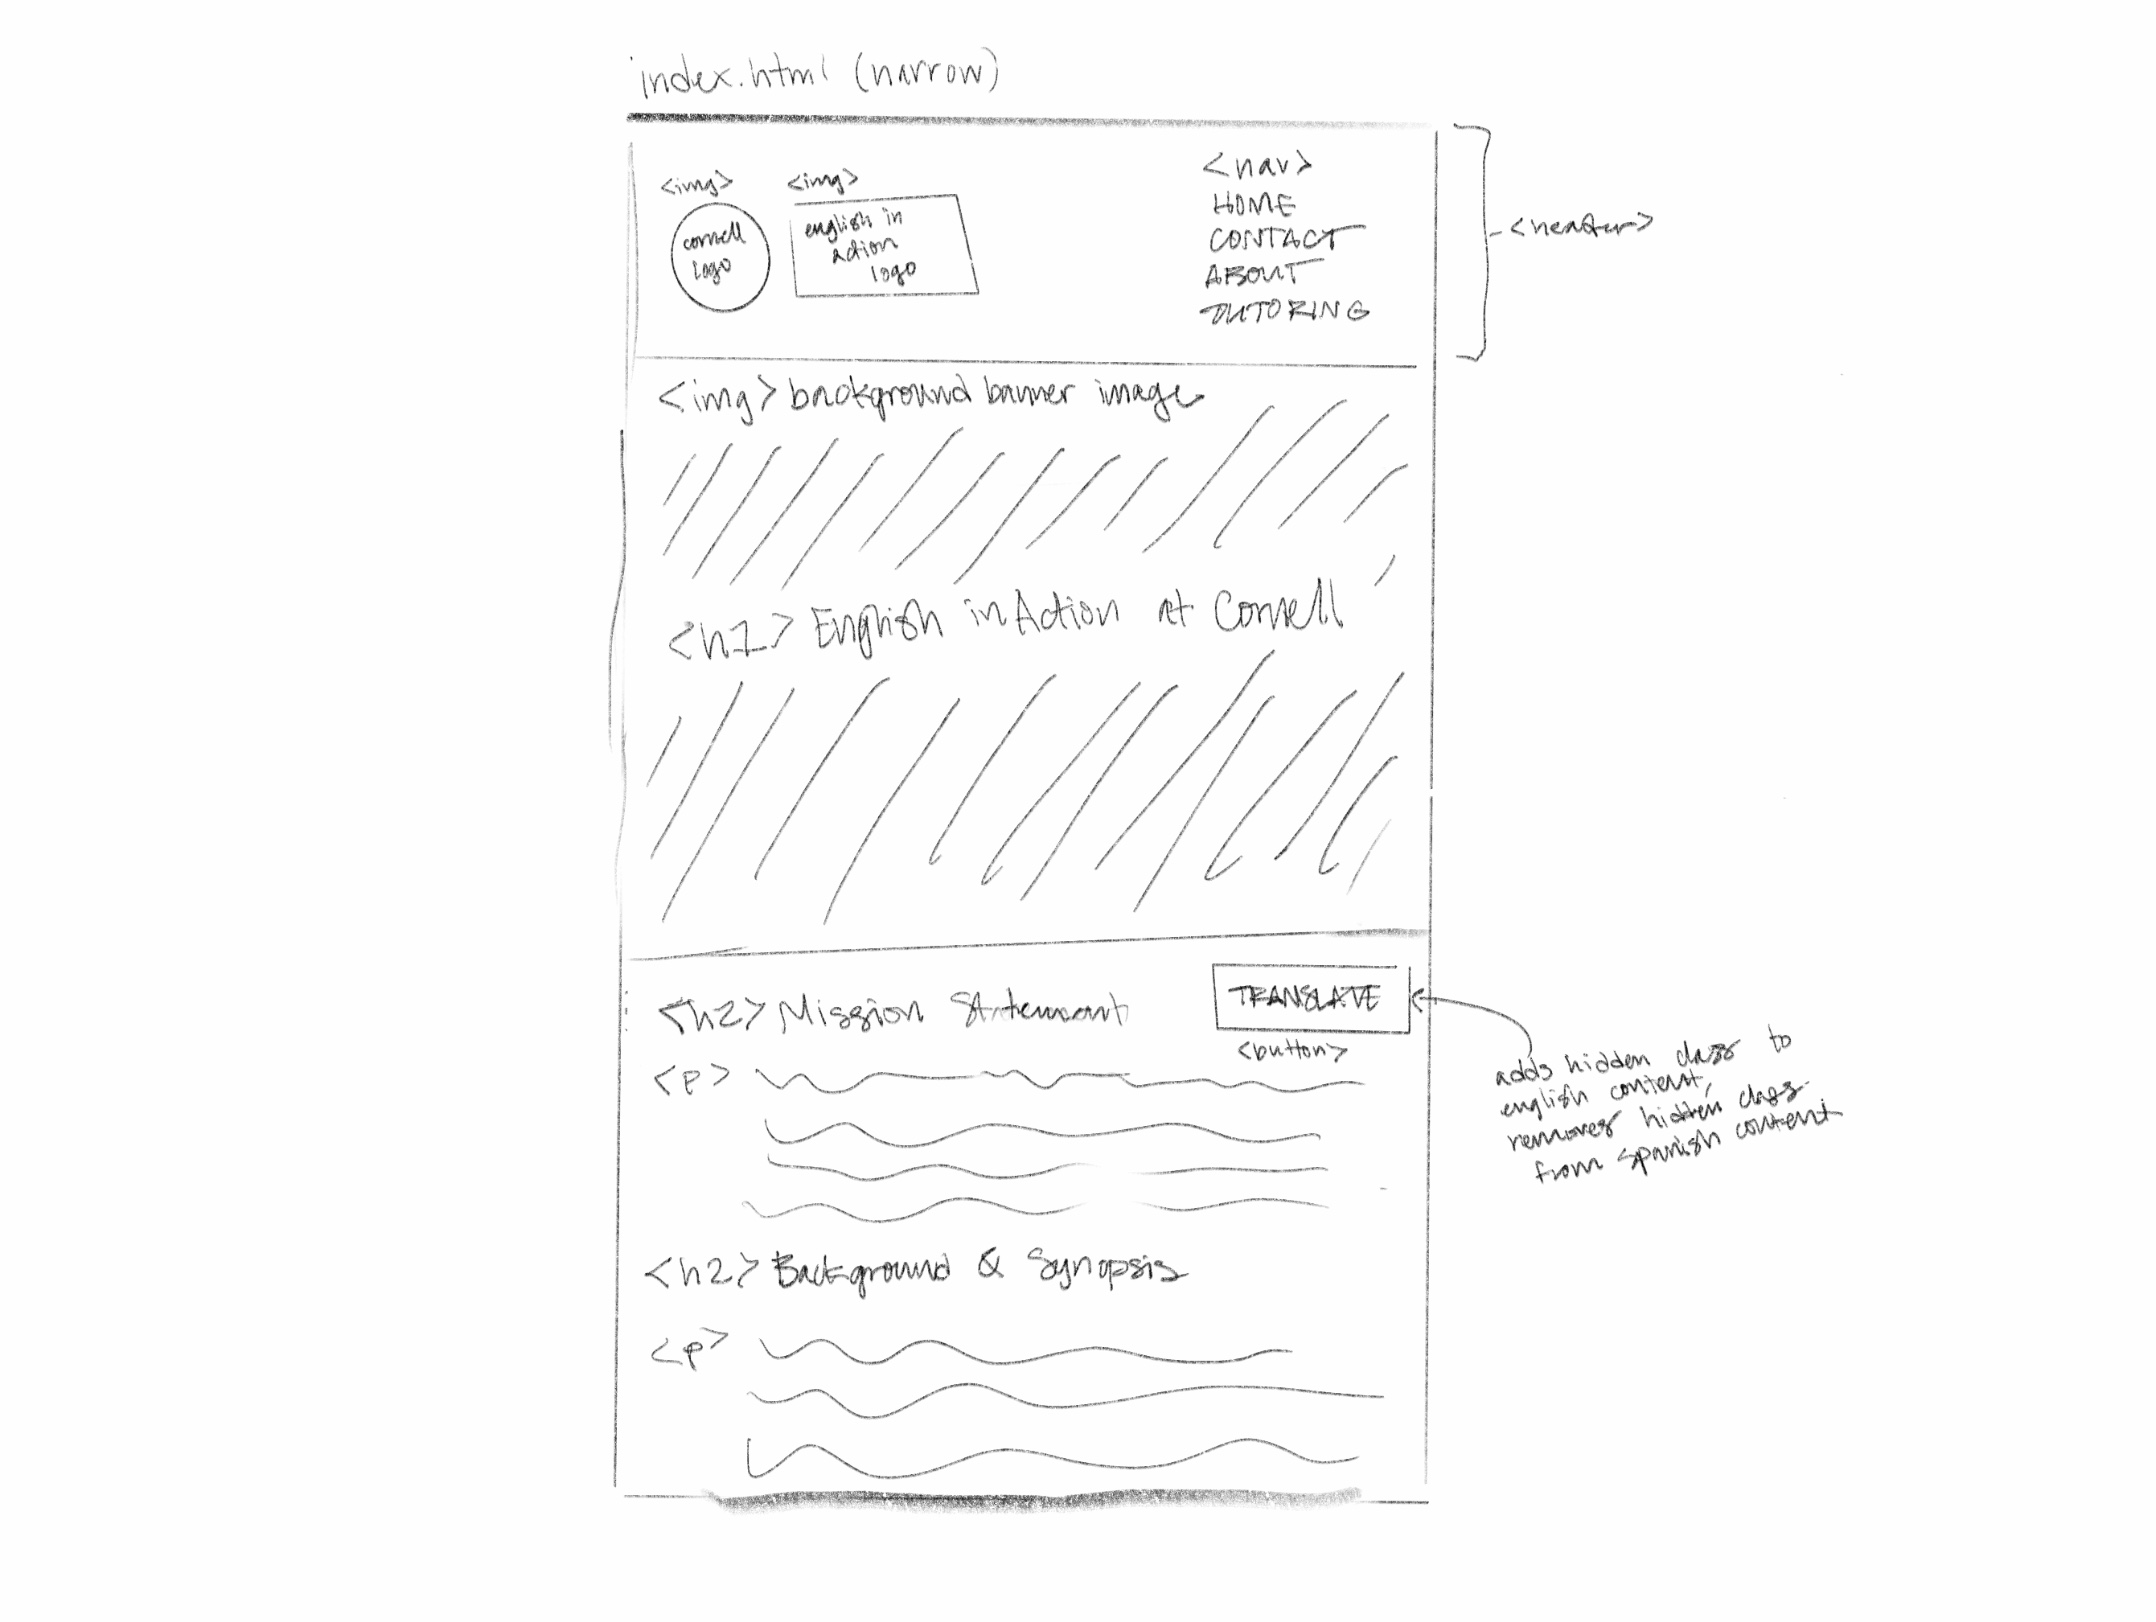 index.html (narrow)
<img>
<img>
cornell
logo
english in
action
logo
<nav>
HOME
CONTACT
ABOUT
TUTORING
<header>
<img> background banner image
<h1> English in Action at Cornell
<h2> Mission Statement
TRANSLATE
<button>
<p>
adds hidden class to
english content,
removes hidden class
from spanish content
<h2> Background & Synopsis
<p>